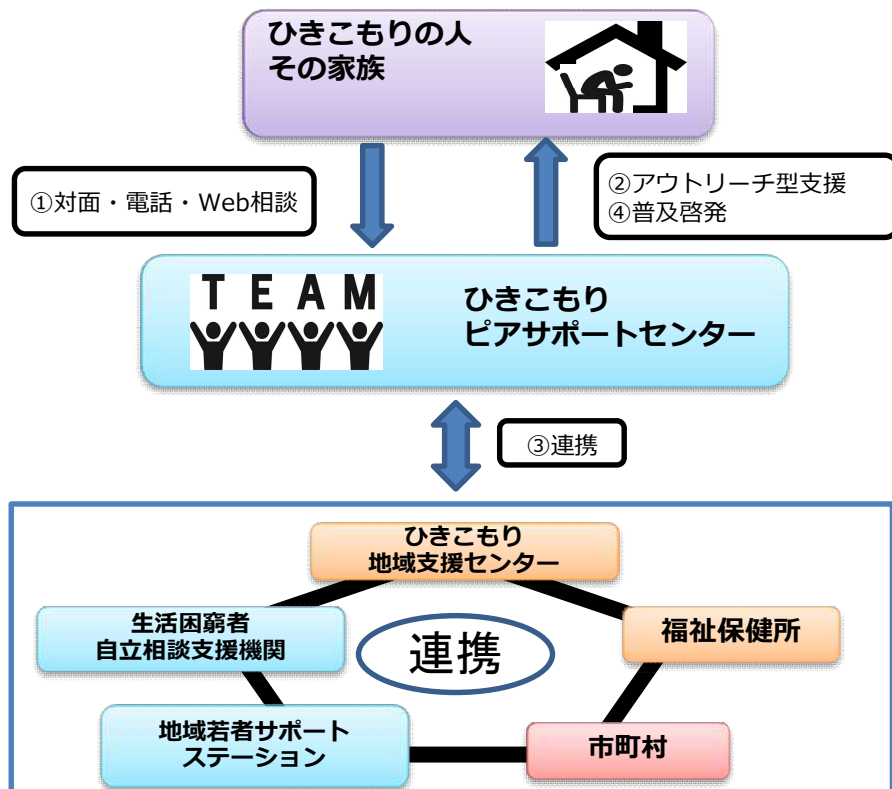 ひきこもりの人
その家族
①対面・電話・Web相談
②アウトリーチ型支援
④普及啓発
TEAM
ひきこもり
ピアサポートセンター
③連携
ひきこもり
地域支援センター
生活困窮者
自立相談支援機関
連携
福祉保健所
地域若者サポート
ステーション
市町村